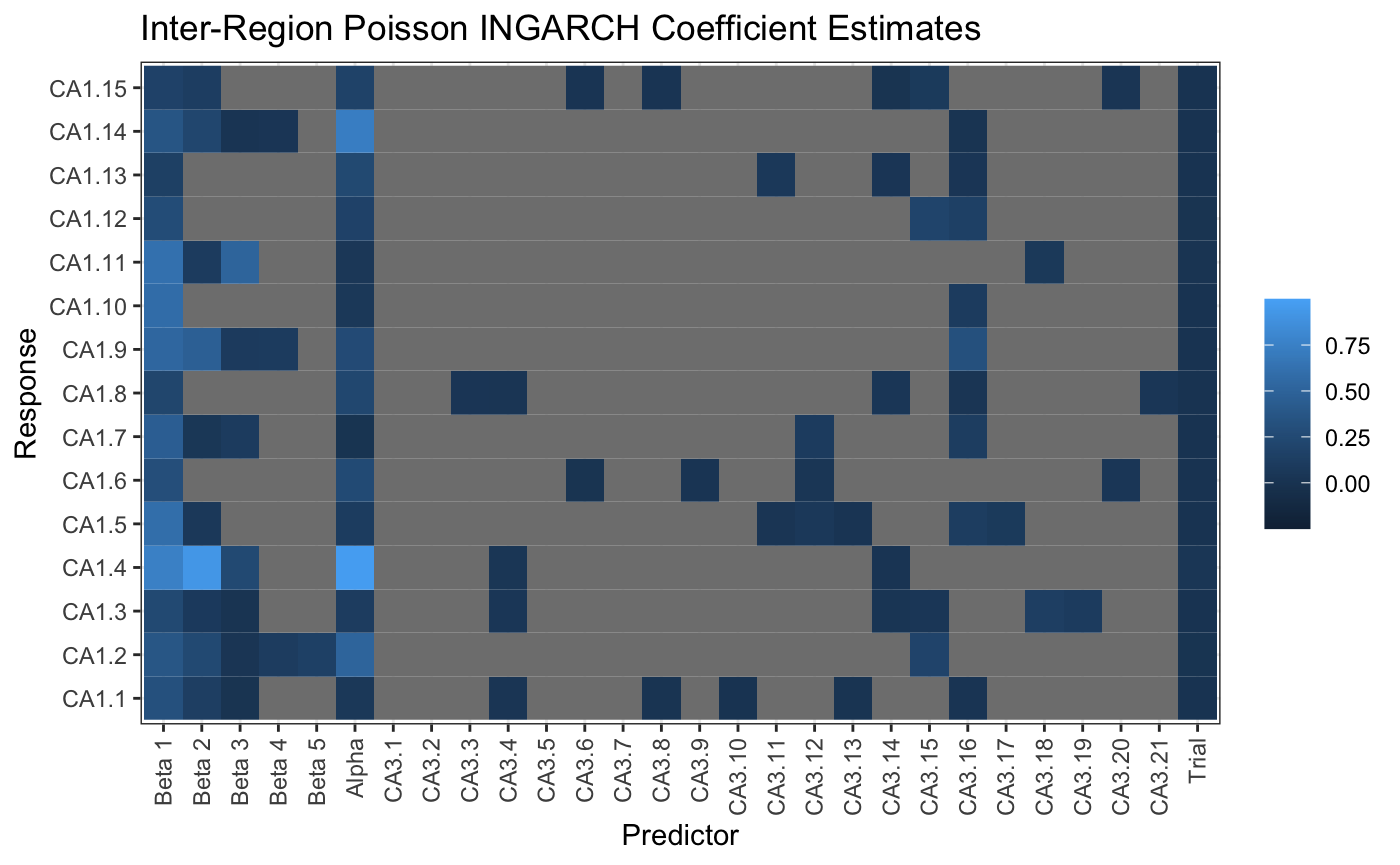 Inter-Region Poisson INGARCH Coefficient Estimates
Response
CA1.15
CA1.14
CA1.13
CA1.12
CA1.11
CA1.10
CA1.9
CA1.8
CA1.7
CA1.6
CA1.5
CA1.4
CA1.3
CA1.2
CA1.1
Beta 1
Beta 2
Beta 3
Beta 4
Beta 5
Alpha
CA3.1
CA3.2
CA3.3
CA3.4
CA3.5
CA3.6
CA3.7
CA3.8
CA3.9
CA3.10
CA3.11
CA3.12
CA3.13
CA3.14
CA3.15
CA3.16
CA3.17
CA3.18
CA3.19
CA3.20
CA3.21
Trial
Predictor
0.75
0.50
0.25
0.00